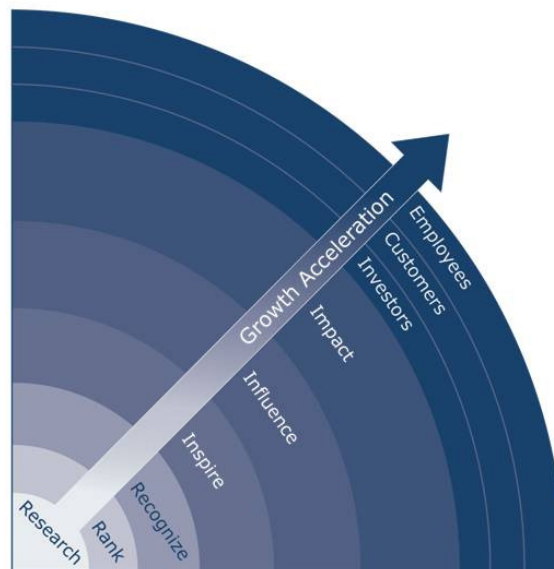 Research
Rank
Recognize
Inspire
Influence
Impact
Investors
Customers
Employees
Growth Acceleration